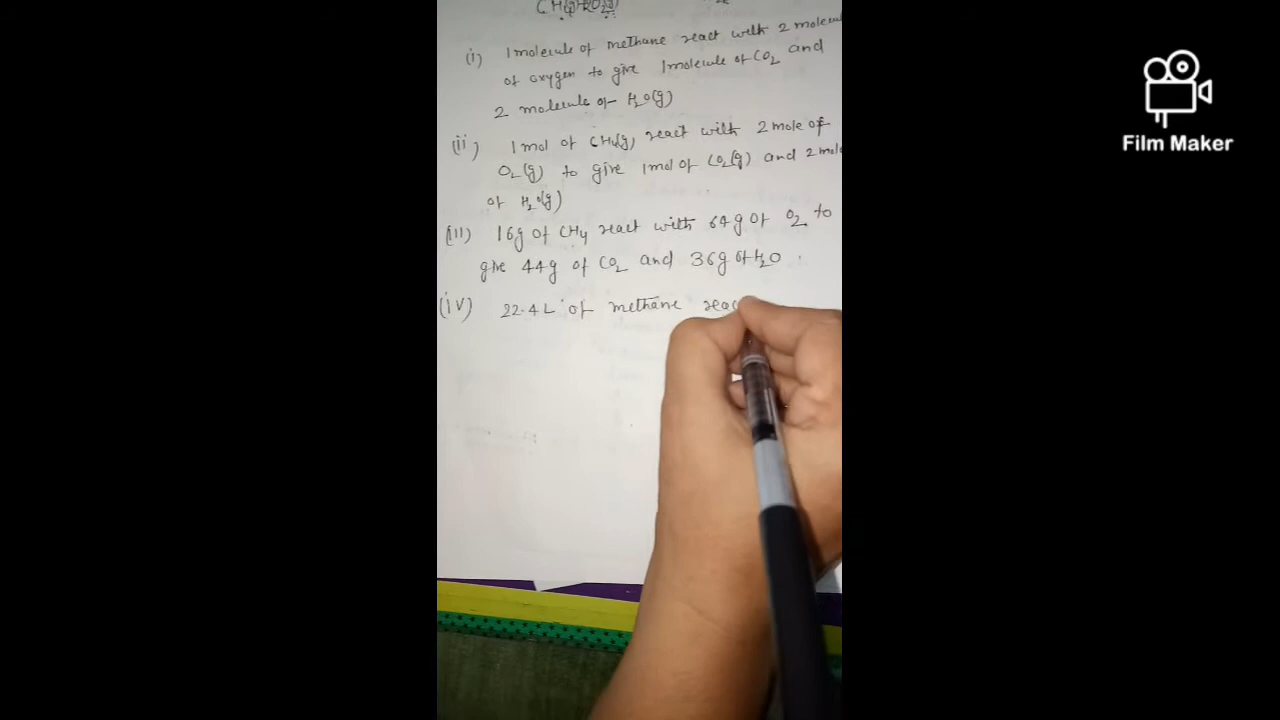 (i) 1 molecule of methane react with 2 molecul
of oxygen to give 1 molecule of CO2 and
2 molecule of H2O(g)
(ii) 1 mol of CH4(g) react with 2 mole of
O2(g) to give 1 mol of CO2(g) and 2 mole
of H2O(g)
(III) 16g of CH4 react with 64g of O2 to
give 44g of CO2 and 36g of H2O.
(iv) 22.4 L of methane reac
Film Maker